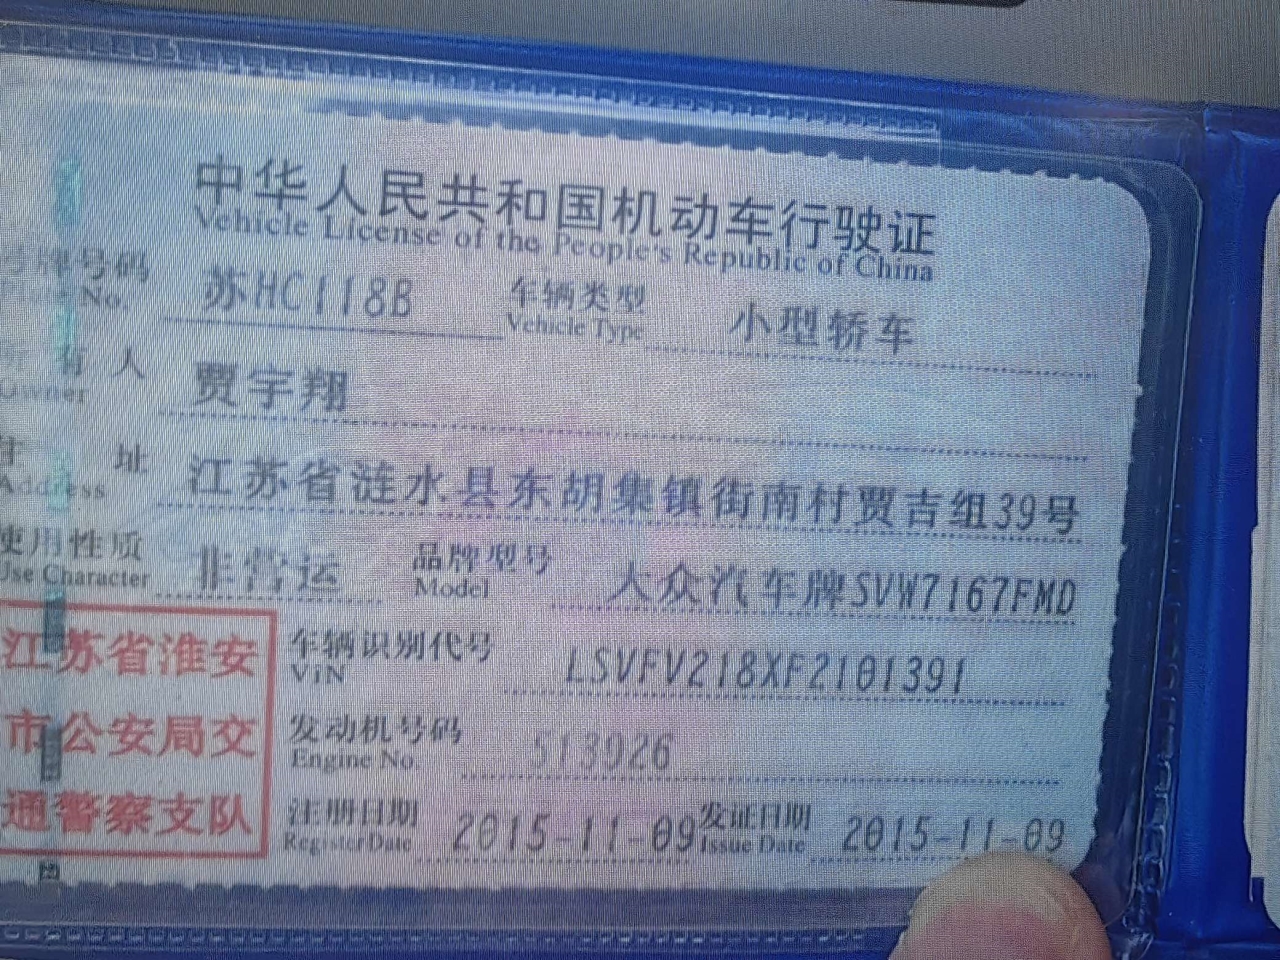 中华人民共和国机动车行驶证
Vehicle License of the People's Republic of China
号牌号码 苏HC118B 车辆类型 小型轿车
Plate No. Vehicle Type
所有人 贾宇翔
Owner
住址 江苏省涟水县东胡集镇街南村贾吉组39号
Address
使用性质 非营运 品牌型号 大众汽车牌SVW7167FMD
Use Character Model
江苏省淮安
市公安局交
通警察支队
车辆识别代号 LSVFV218XF2101391
VIN
发动机号码 513926
Engine No.
注册日期 2015-11-09 发证日期 2015-11-09
Register Date Issue Date